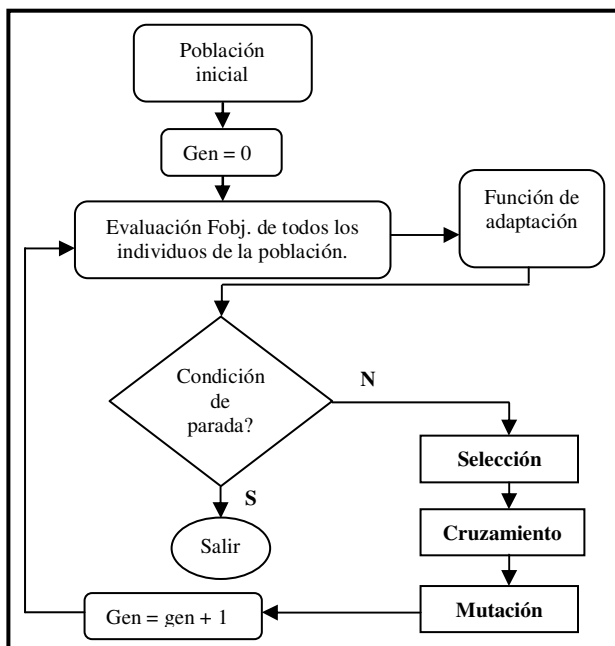 Población
inicial
Gen = 0
Evaluación Fobj. de todos los
individuos de la población.
Función de
adaptación
Condición
de
parada?
N
S
Salir
Selección
Cruzamiento
Mutación
Gen = gen + 1